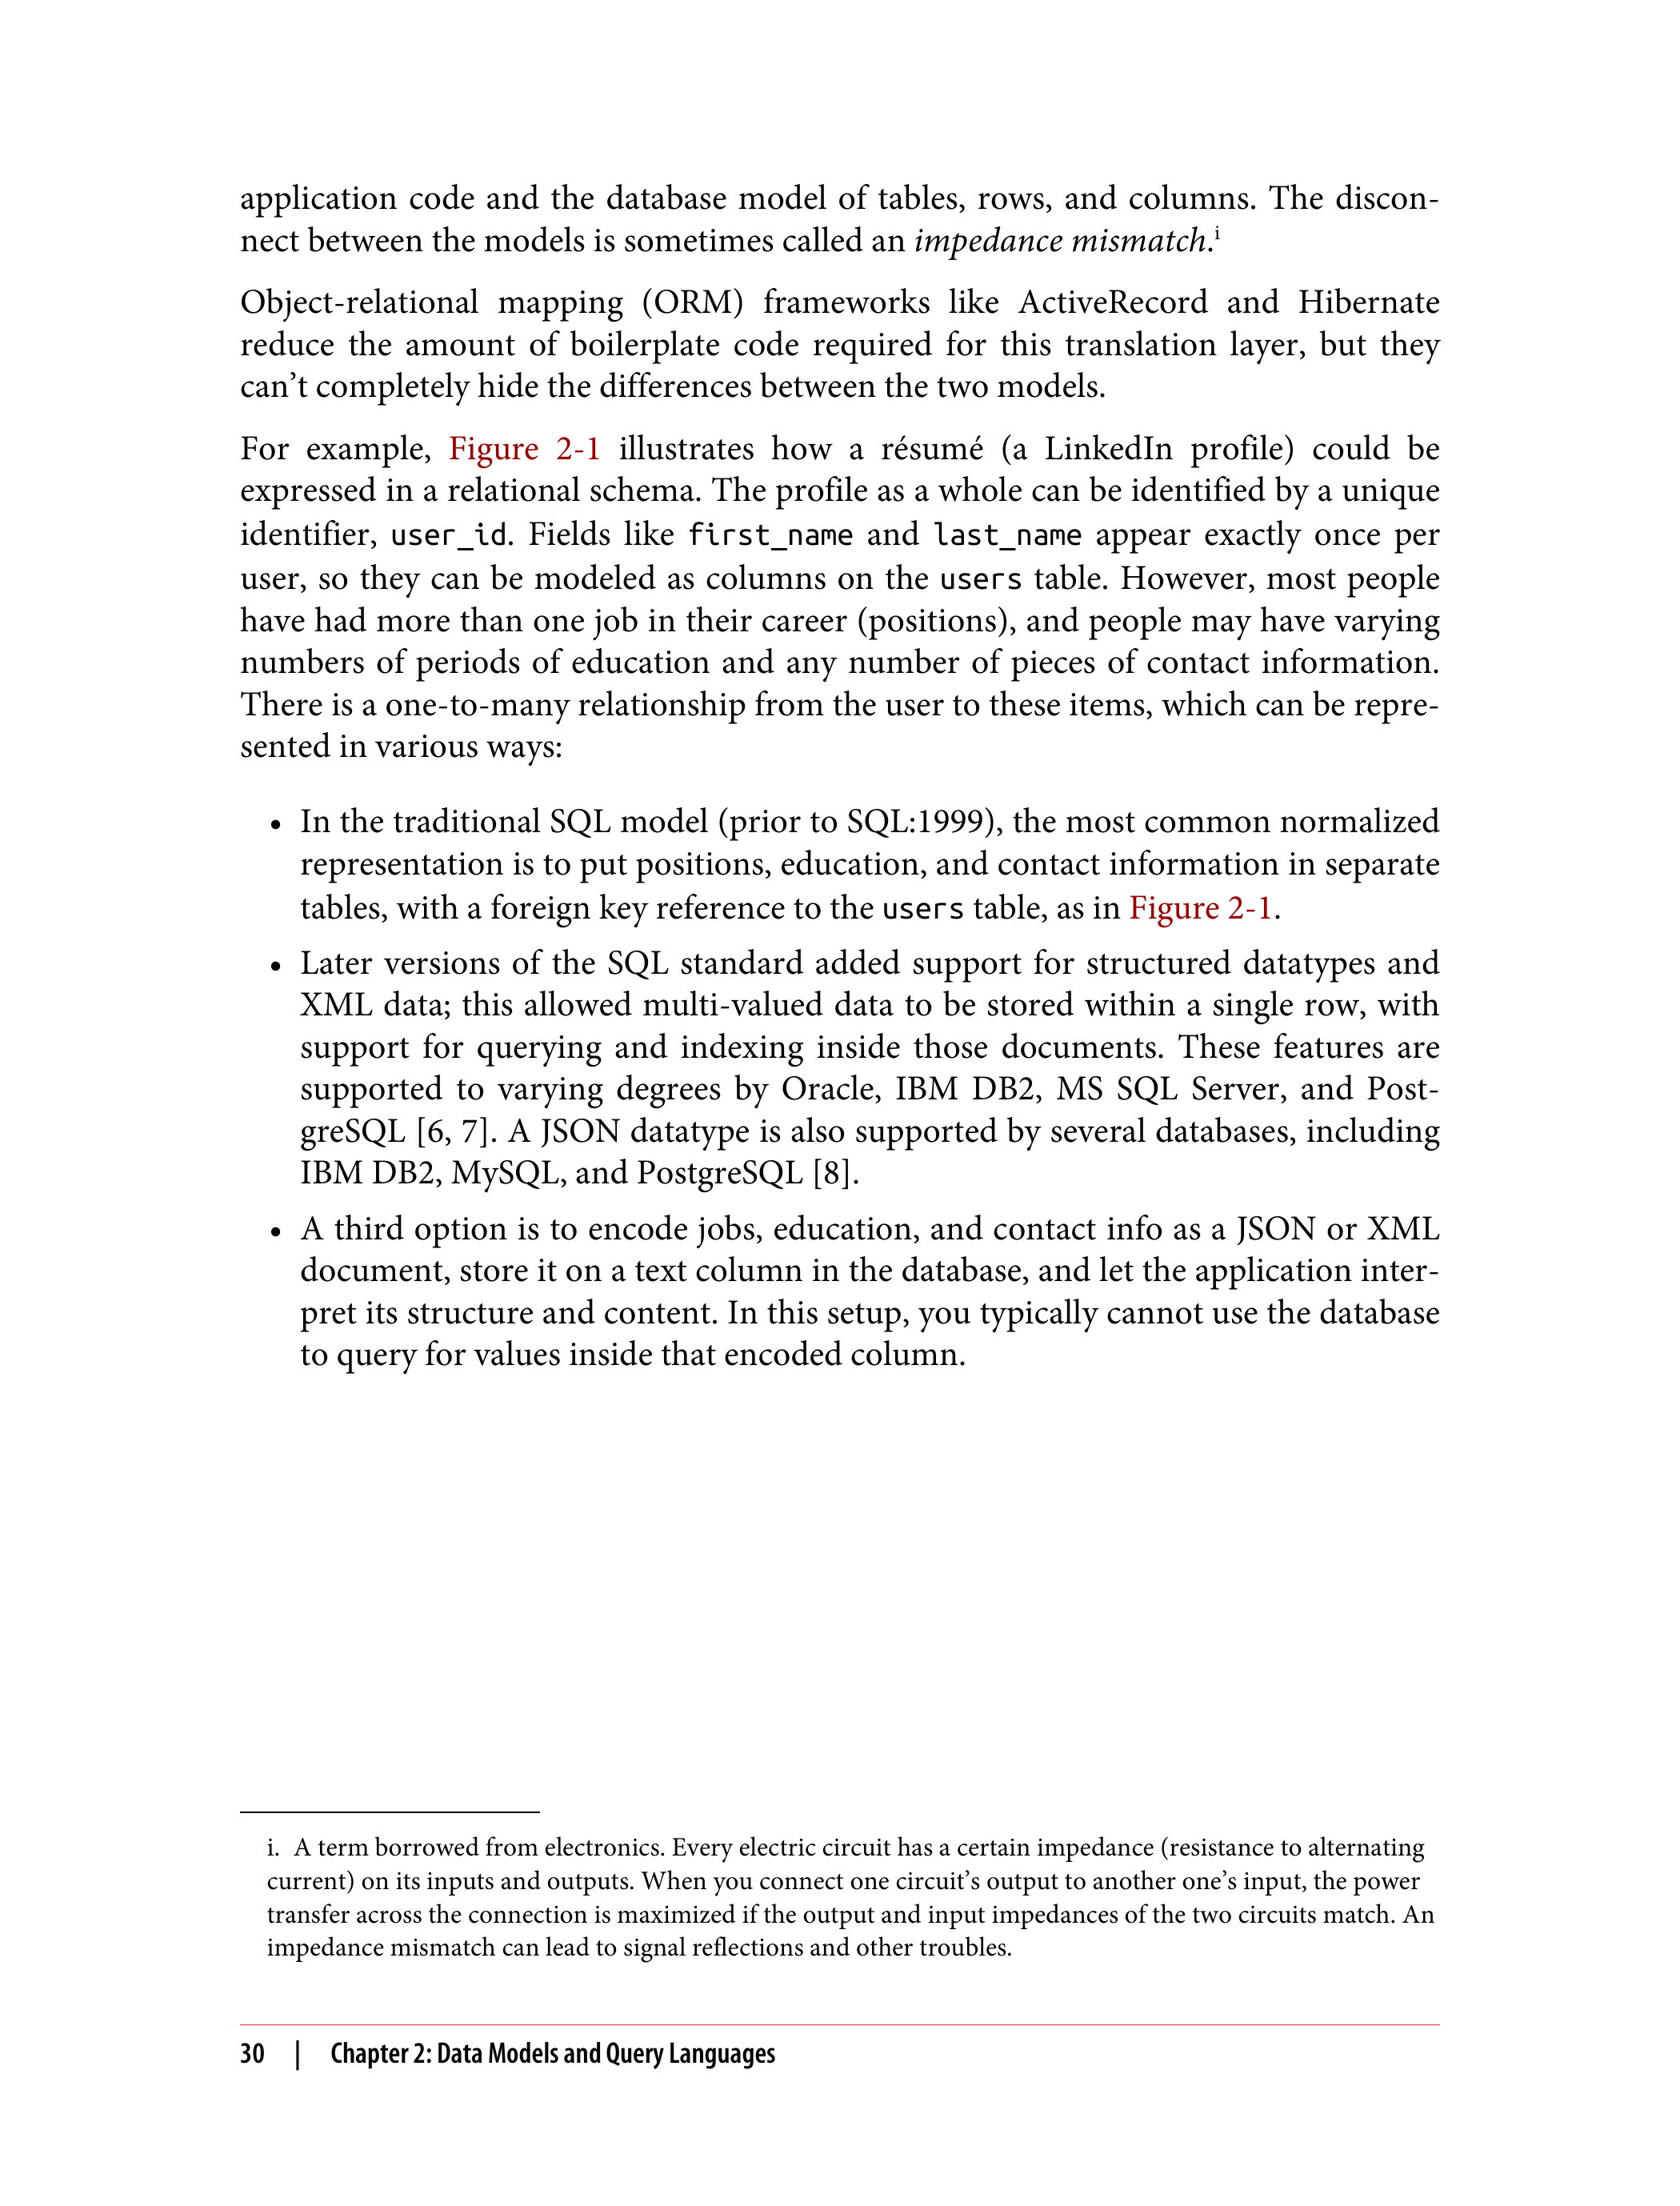 application code and the database model of tables, rows, and columns. The discon-
nect between the models is sometimes called an impedance mismatch.i
Object-relational mapping (ORM) frameworks like ActiveRecord and Hibernate
reduce the amount of boilerplate code required for this translation layer, but they
can’t completely hide the differences between the two models.
For example, Figure 2-1 illustrates how a résumé (a LinkedIn profile) could be
expressed in a relational schema. The profile as a whole can be identified by a unique
identifier, user_id. Fields like first_name and last_name appear exactly once per
user, so they can be modeled as columns on the users table. However, most people
have had more than one job in their career (positions), and people may have varying
numbers of periods of education and any number of pieces of contact information.
There is a one-to-many relationship from the user to these items, which can be repre-
sented in various ways:
• In the traditional SQL model (prior to SQL:1999), the most common normalized
representation is to put positions, education, and contact information in separate
tables, with a foreign key reference to the users table, as in Figure 2-1.
• Later versions of the SQL standard added support for structured datatypes and
XML data; this allowed multi-valued data to be stored within a single row, with
support for querying and indexing inside those documents. These features are
supported to varying degrees by Oracle, IBM DB2, MS SQL Server, and Post-
greSQL [6, 7]. A JSON datatype is also supported by several databases, including
IBM DB2, MySQL, and PostgreSQL [8].
• A third option is to encode jobs, education, and contact info as a JSON or XML
document, store it on a text column in the database, and let the application inter-
pret its structure and content. In this setup, you typically cannot use the database
to query for values inside that encoded column.
i. A term borrowed from electronics. Every electric circuit has a certain impedance (resistance to alternating
current) on its inputs and outputs. When you connect one circuit’s output to another one’s input, the power
transfer across the connection is maximized if the output and input impedances of the two circuits match. An
impedance mismatch can lead to signal reflections and other troubles.
30 | Chapter 2: Data Models and Query Languages